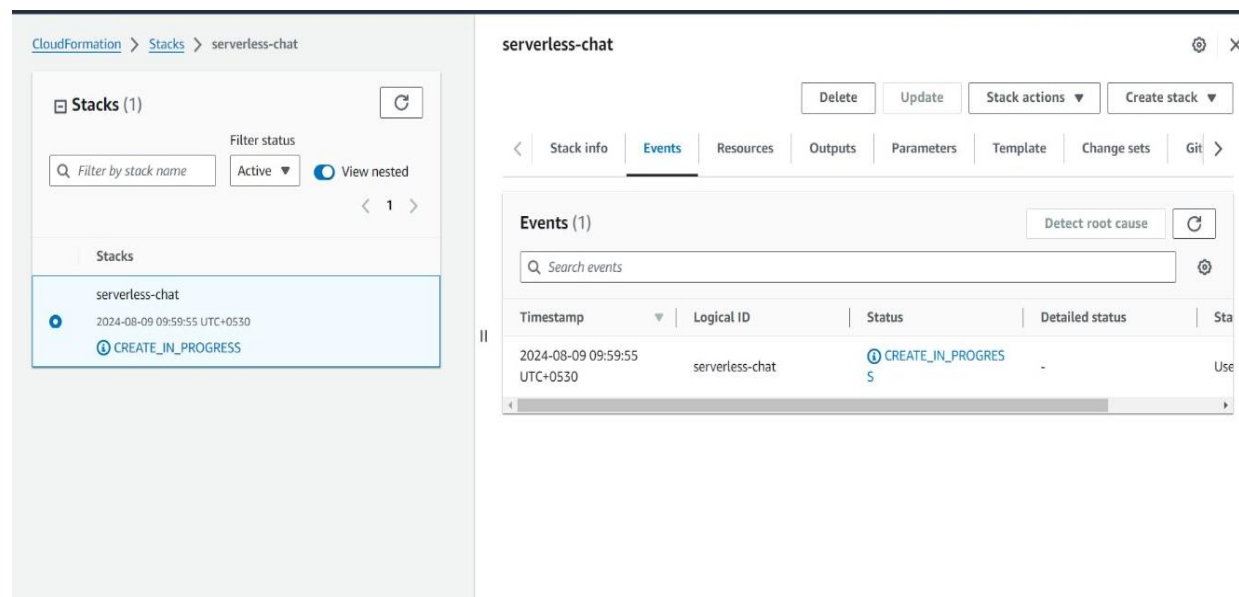 CloudFormation > Stacks > serverless-chat
Stacks (1)
Filter status
Filter by stack name
Active
View nested
< 1 >
Stacks
serverless-chat
2024-08-09 09:59:55 UTC+0530
CREATE_IN_PROGRESS
serverless-chat
Delete
Update
Stack actions
Create stack
Stack info
Events
Resources
Outputs
Parameters
Template
Change sets
Git
Events (1)
Detect root cause
Search events
Timestamp
Logical ID
Status
Detailed status
Sta
2024-08-09 09:59:55
UTC+0530
serverless-chat
CREATE_IN_PROGRES
S
-
Use